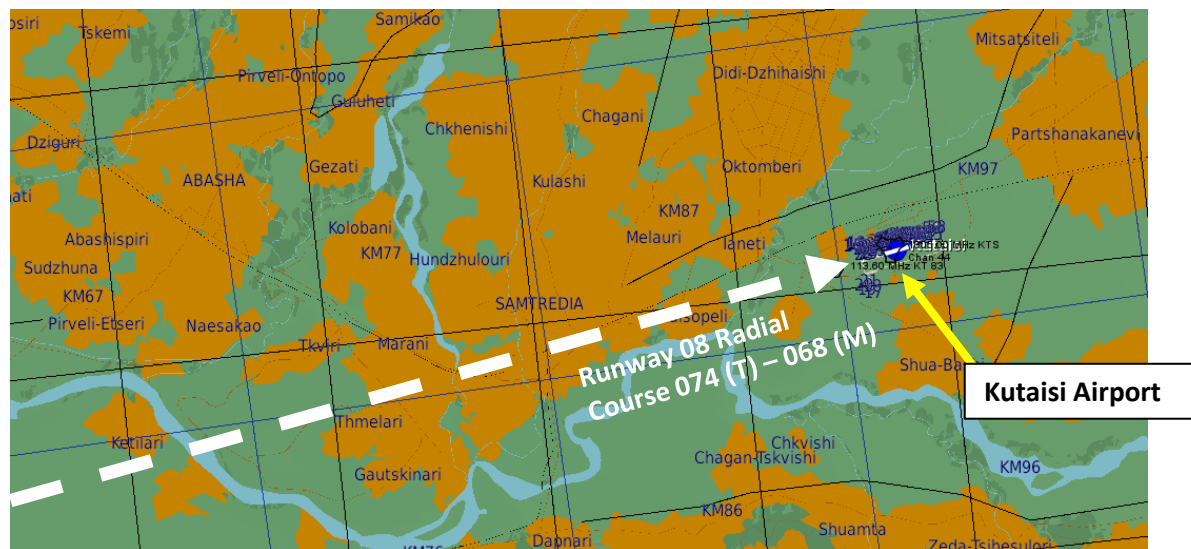 Samikao
Tskemi
Mitsatsiteli
Pirveli-Ontopo
Didi-Dzhihaishi
Guluheti
Chagani
Chkhenishi
Partshanakanevi
Dziguri
Gezati
Oktomberi
KM97
ABASHA
Kulashi
KM87
Kolobani
Abashispiri
Melauri
Ianeti
KM77
Hundzhulouri
Sudzhuna
Chan 44
113.60 MHz KT 83
KM67
SAMTREDIA
Pirveli-Etseri
Naesakao
Tkviri
Marani
Runway 08 Radial
Course 074 (T) – 068 (M)
Kutaisi Airport
Thmelari
Ketilari
Chkvishi
Chagan-Tskvishi
Gautskinari
KM96
KM86
Shuamta
Dapnari
Zeda-Tsihesulori
KM76